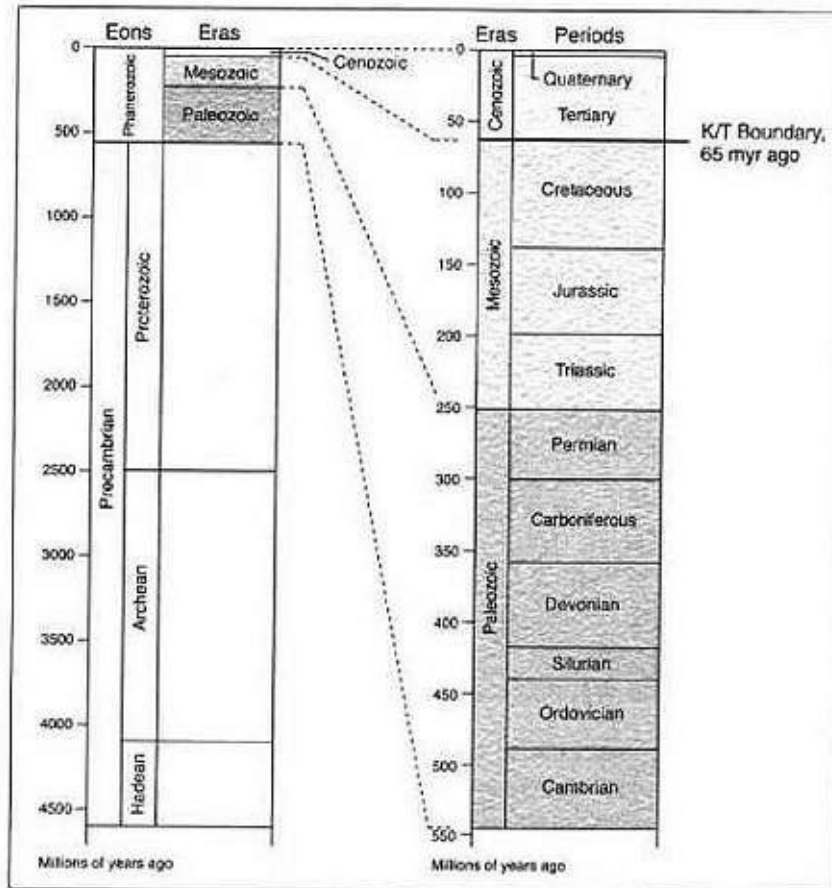 Eons Eras
0
500
1000
1500
2000
2500
3000
3500
4000
4500
Phanerozoic
Precambrian
Proterozoic
Archean
Hadean
Cenozoic
Mesozoic
Paleozoic
Millions of years ago
Eras Periods
0
50
100
150
200
250
300
350
400
450
500
550
Cenozoic
Mesozoic
Paleozoic
Quaternary
Tertiary
Cretaceous
Jurassic
Triassic
Permian
Carboniferous
Devonian
Silurian
Ordovician
Cambrian
K/T Boundary,
65 myr ago
Millions of years ago